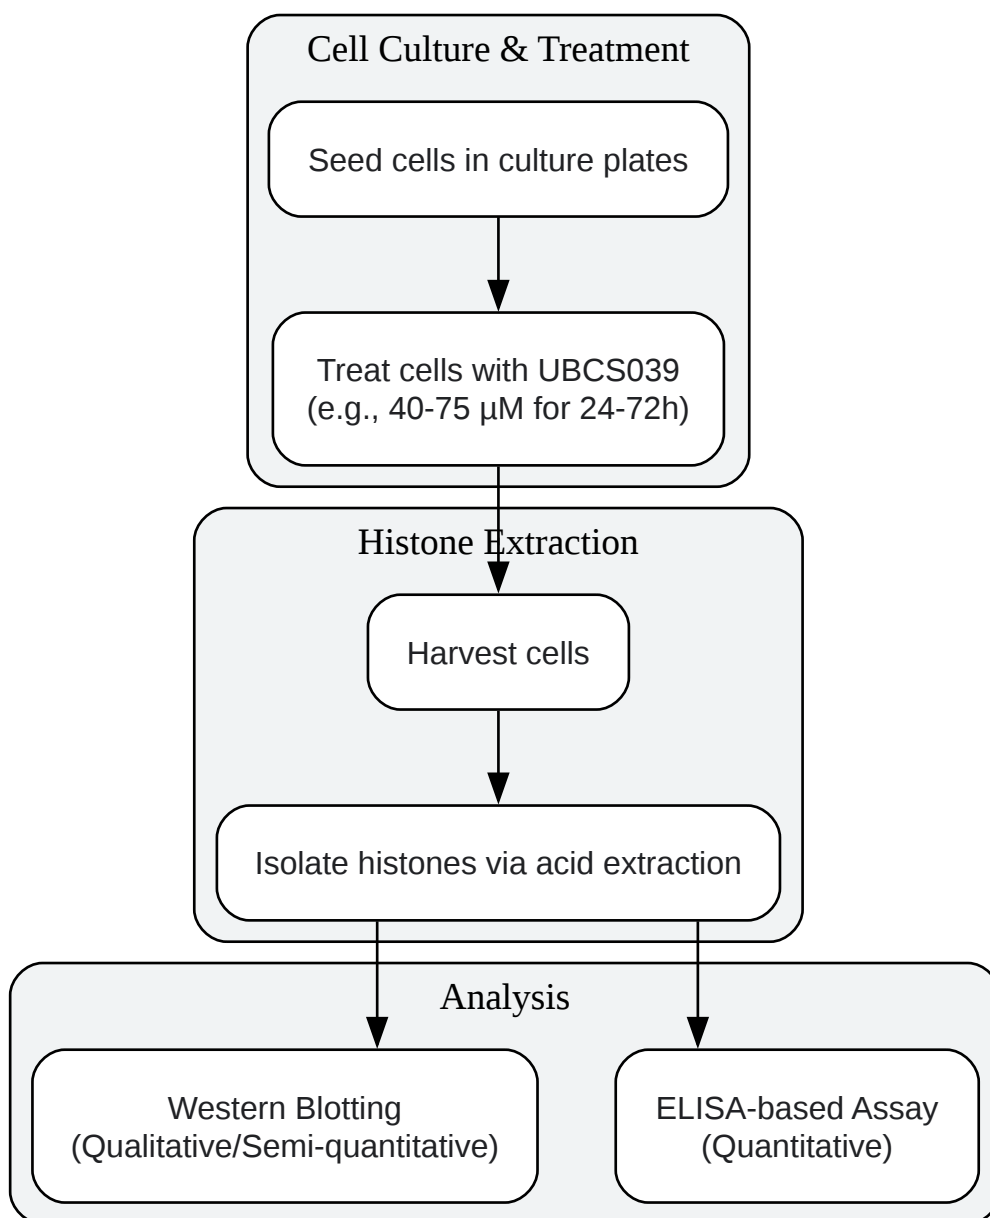 Cell Culture & Treatment
Seed cells in culture plates
Treat cells with UBCS039
(e.g., 40-75 µM for 24-72h)
Histone Extraction
Harvest cells
Isolate histones via acid extraction
Analysis
Western Blotting
(Qualitative/Semi-quantitative)
ELISA-based Assay
(Quantitative)